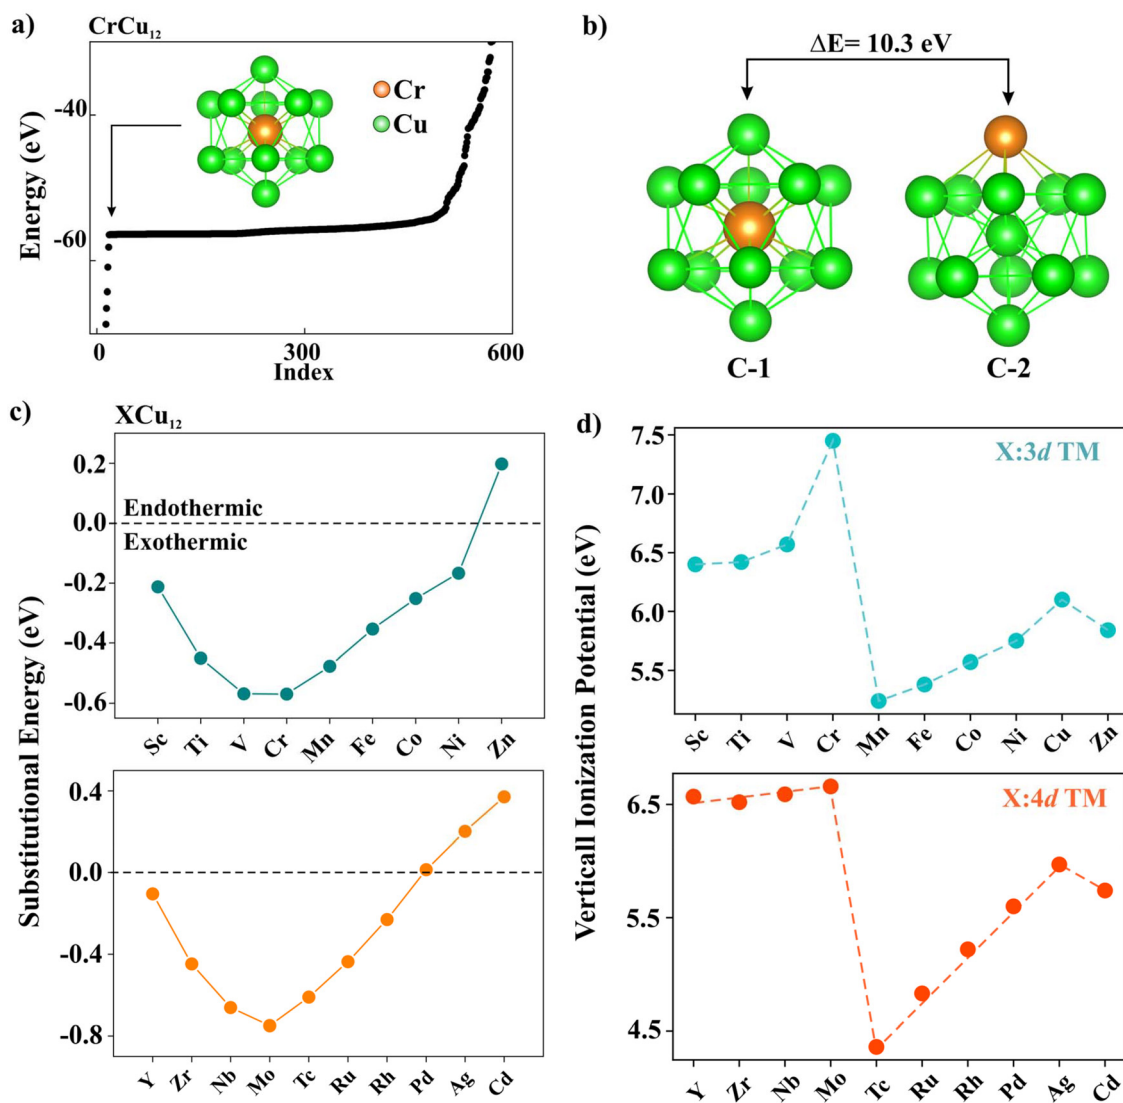 a)
CrCu₁₂
Cr
Cu
-40
-60
Energy (eV)
0
300
600
Index
b)
ΔE= 10.3 eV
C-1
C-2
c)
XCu₁₂
0.2
0.0
-0.2
-0.4
-0.6
Endothermic
Exothermic
Sc Ti V Cr Mn Fe Co Ni Zn
0.4
0.0
-0.4
-0.8
Y Zr Nb Mo Tc Ru Rh Pd Ag Cd
Substitutional Energy (eV)
d)
X:3d TM
7.5
7.0
6.5
6.0
5.5
Sc Ti V Cr Mn Fe Co Ni Cu Zn
X:4d TM
6.5
5.5
4.5
Y Zr Nb Mo Tc Ru Rh Pd Ag Cd
Verticall Ionization Potential (eV)